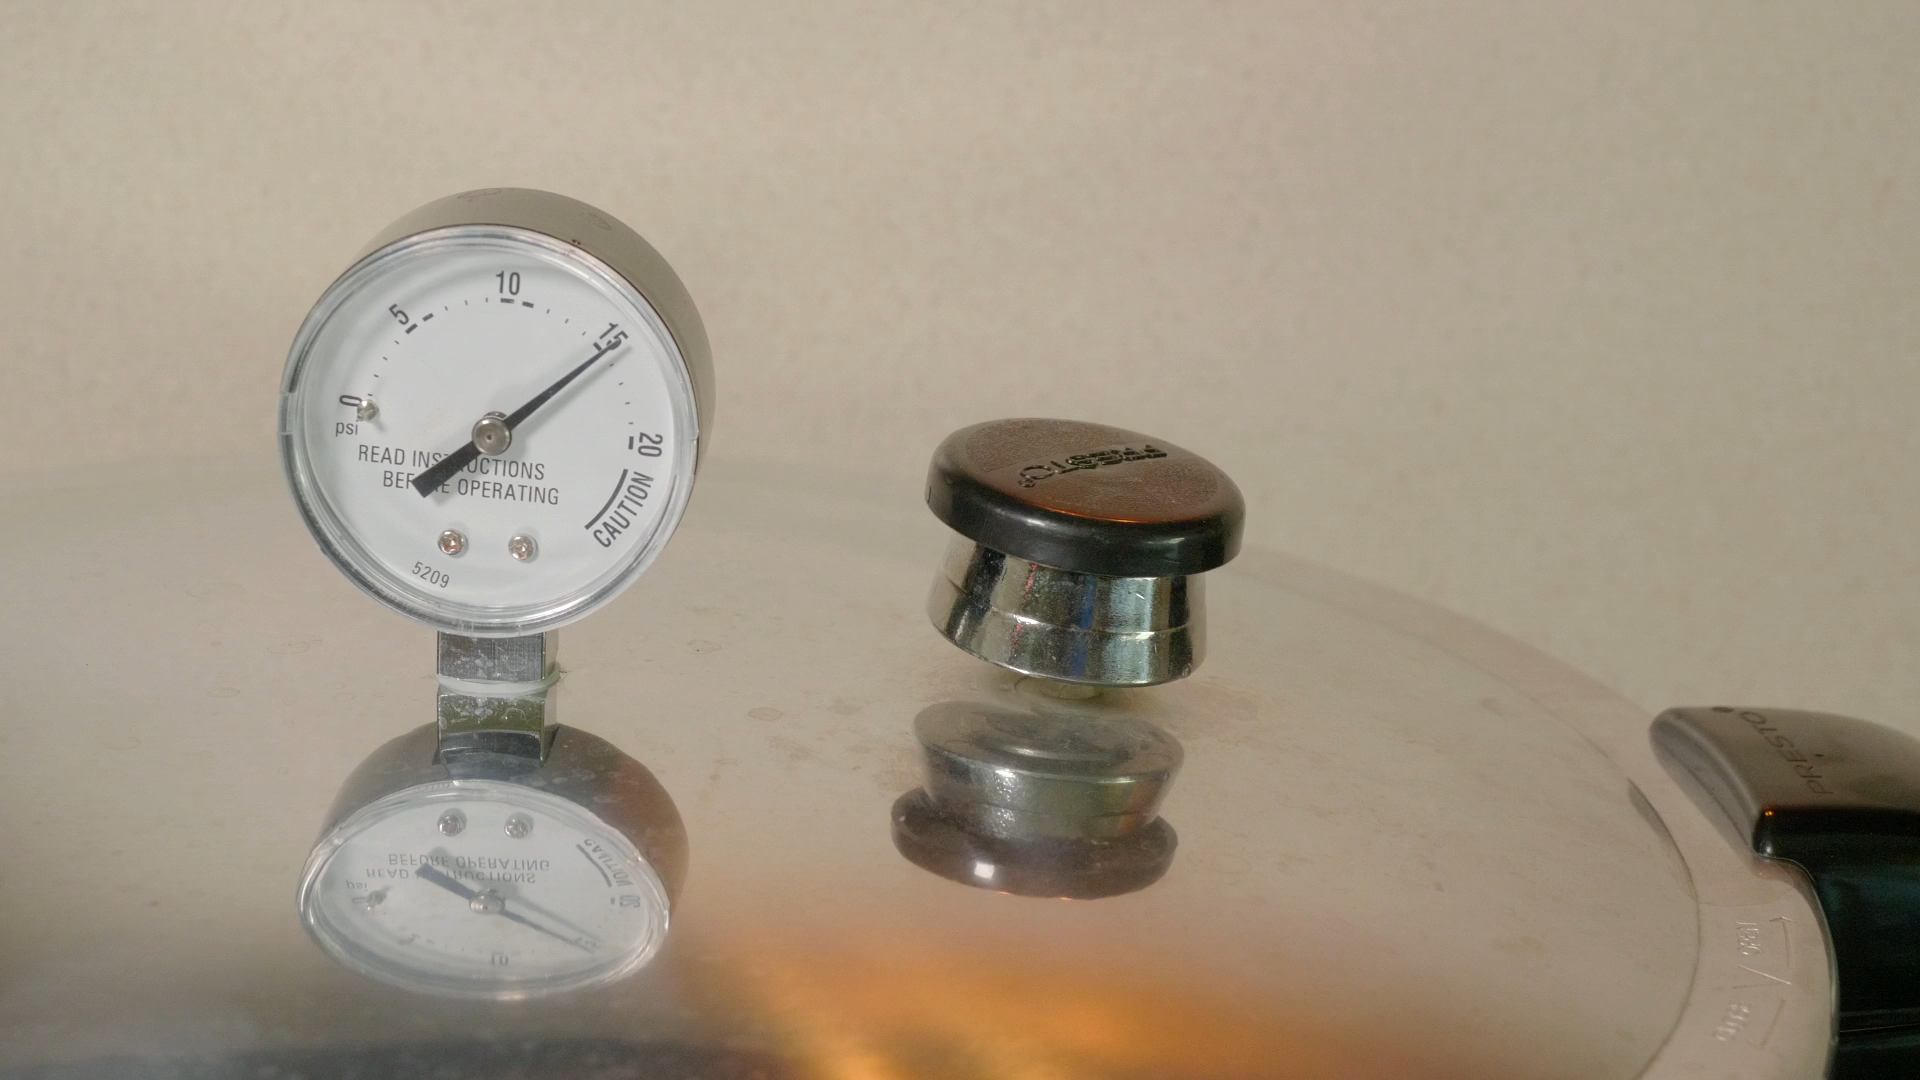 10
5
15
0
20
psi
READ INSTRUCTIONS
BEFORE OPERATING
CAUTION
5209
PRESTO
PRESTO